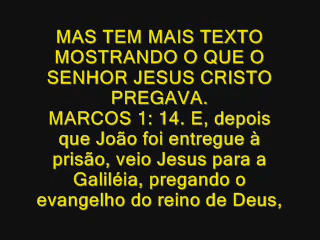 MAS TEM MAIS TEXTO
MOSTRANDO O QUE O
SENHOR JESUS CRISTO
PREGAVA.
MARCOS 1: 14. E, depois
que João foi entregue à
prisão, veio Jesus para a
Galiléia, pregando o
evangelho do reino de Deus,